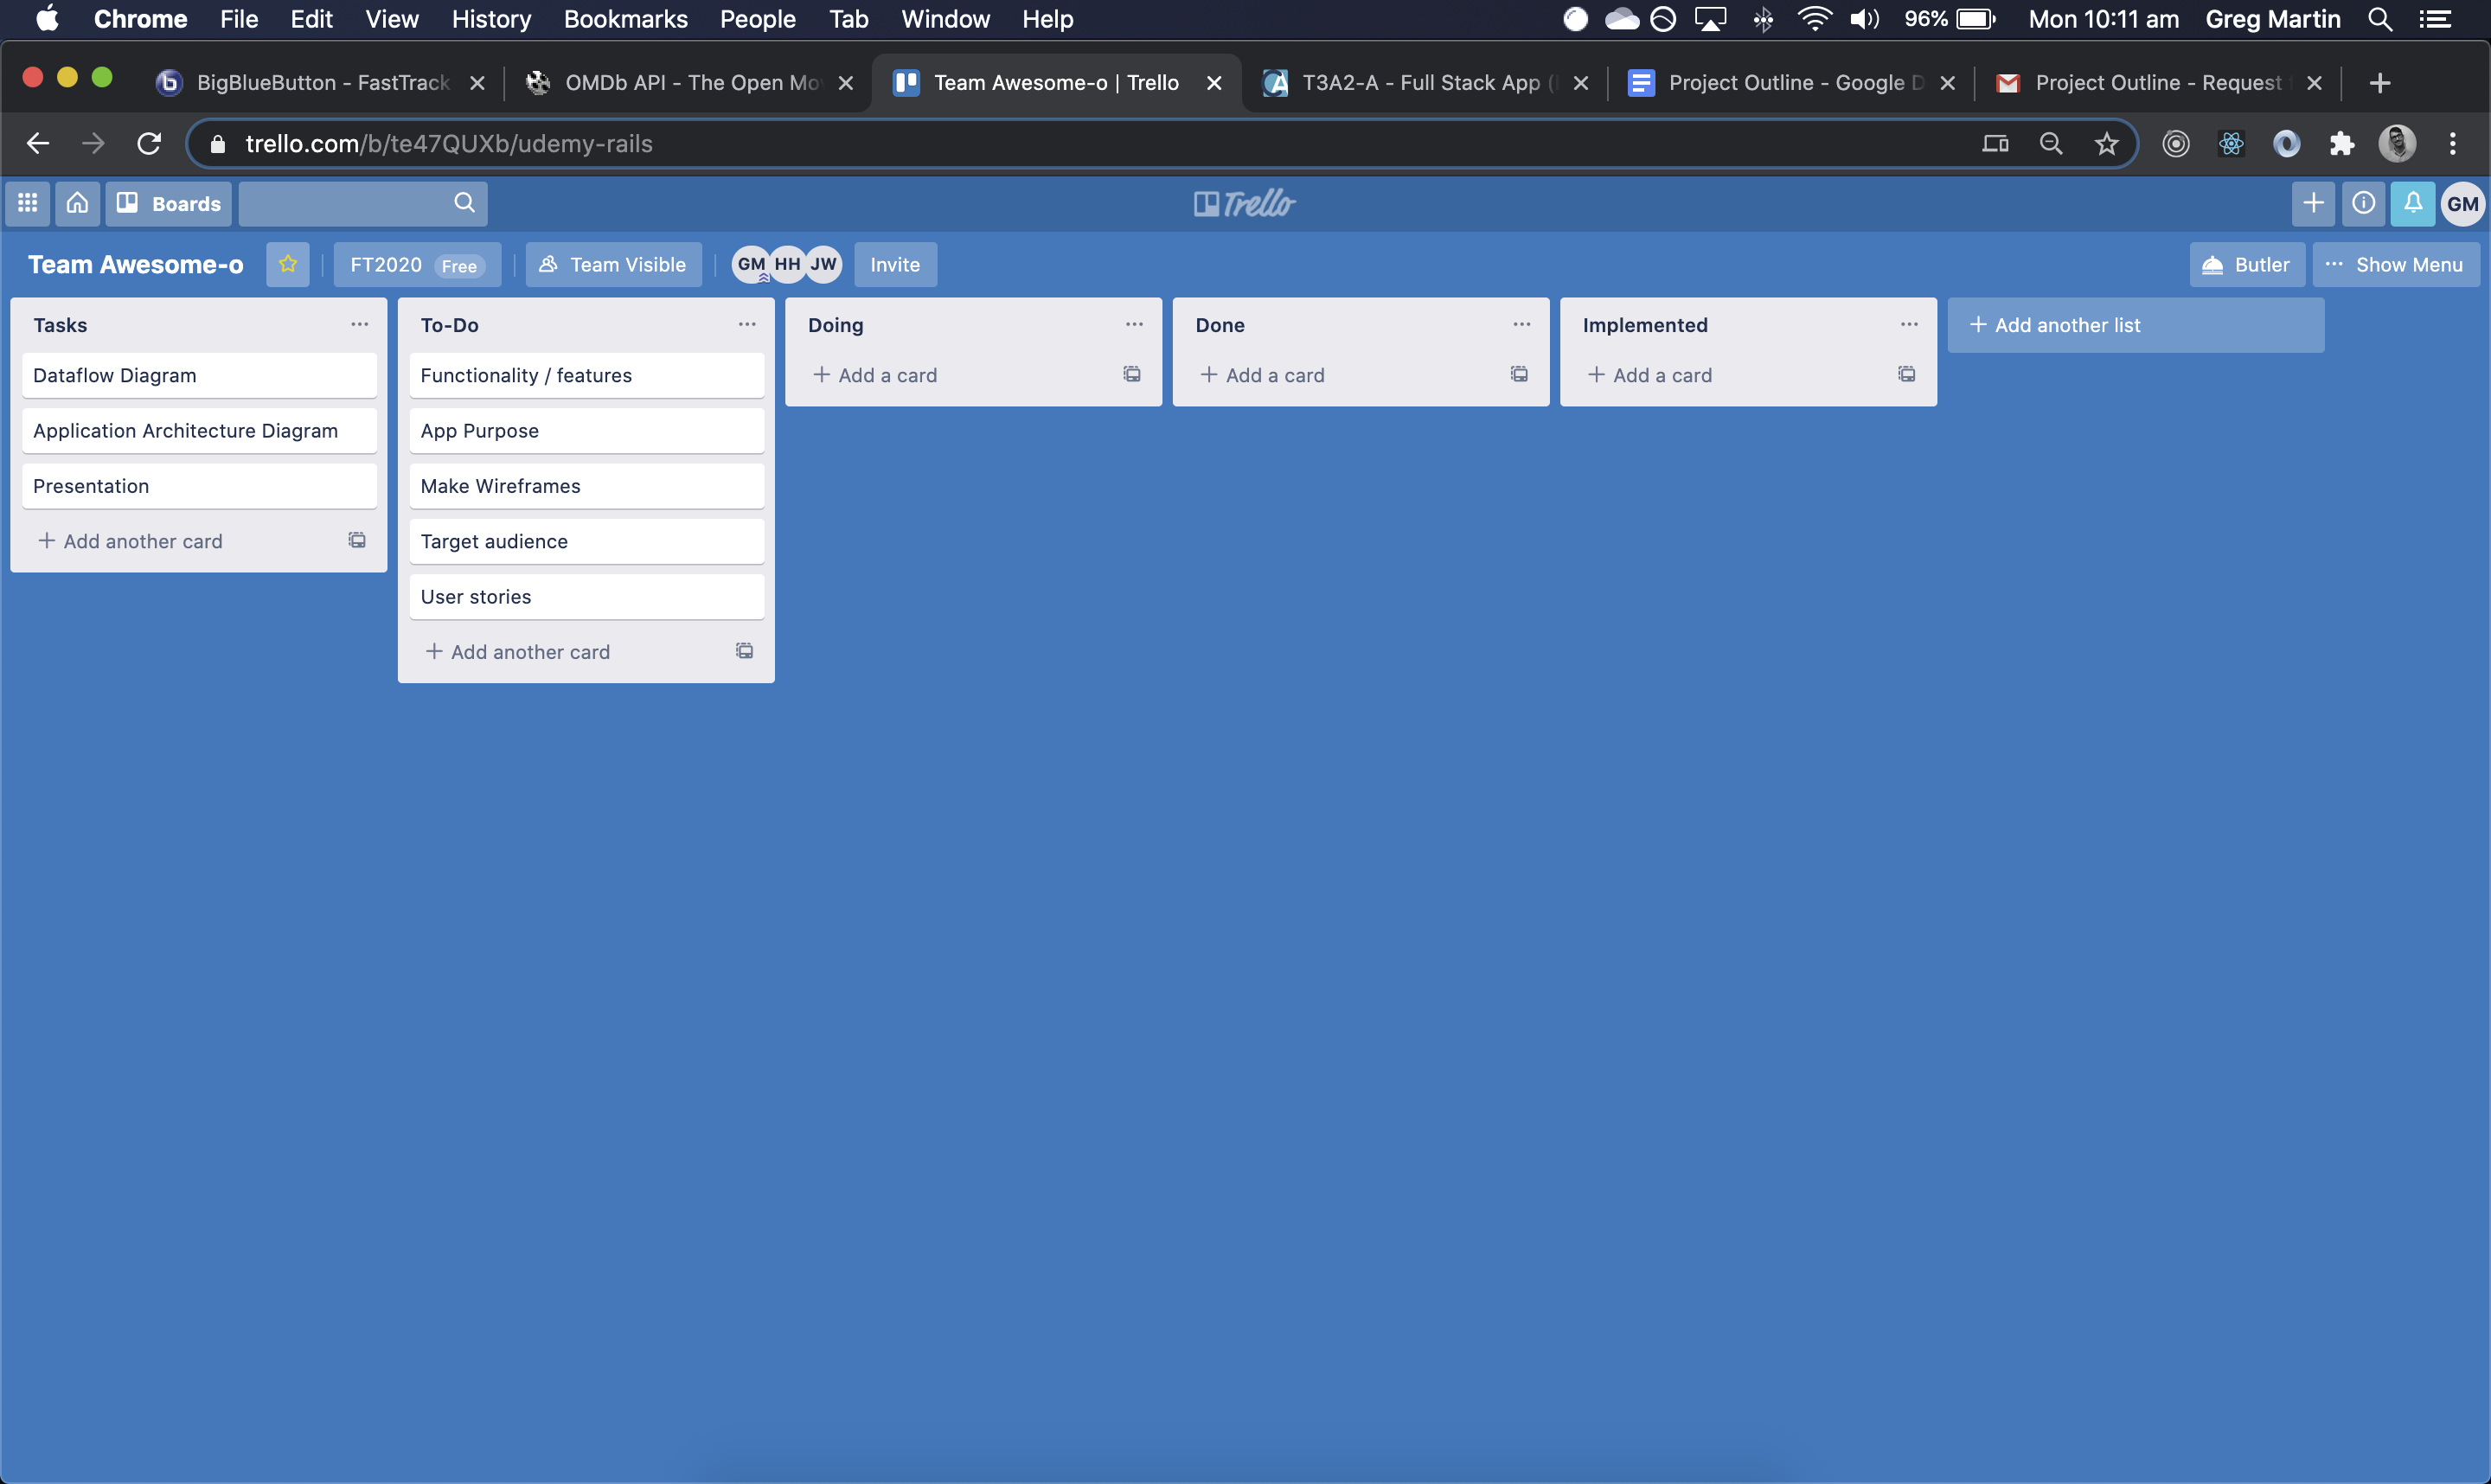 Chrome File Edit View History Bookmarks People Tab Window Help 96% Mon 10:11 am Greg Martin
BigBlueButton - FastTrack OMDb API - The Open Mo Team Awesome-o | Trello T3A2-A - Full Stack App ( Project Outline - Google D Project Outline - Request
trello.com/b/te47QUXb/udemy-rails
Boards Trello GM
Team Awesome-o FT2020 Free Team Visible GM HH JW Invite Butler ··· Show Menu
Tasks ···
Dataflow Diagram
Application Architecture Diagram
Presentation
+ Add another card
To-Do ···
Functionality / features
App Purpose
Make Wireframes
Target audience
User stories
+ Add another card
Doing ···
+ Add a card
Done ···
+ Add a card
Implemented ···
+ Add a card
+ Add another list